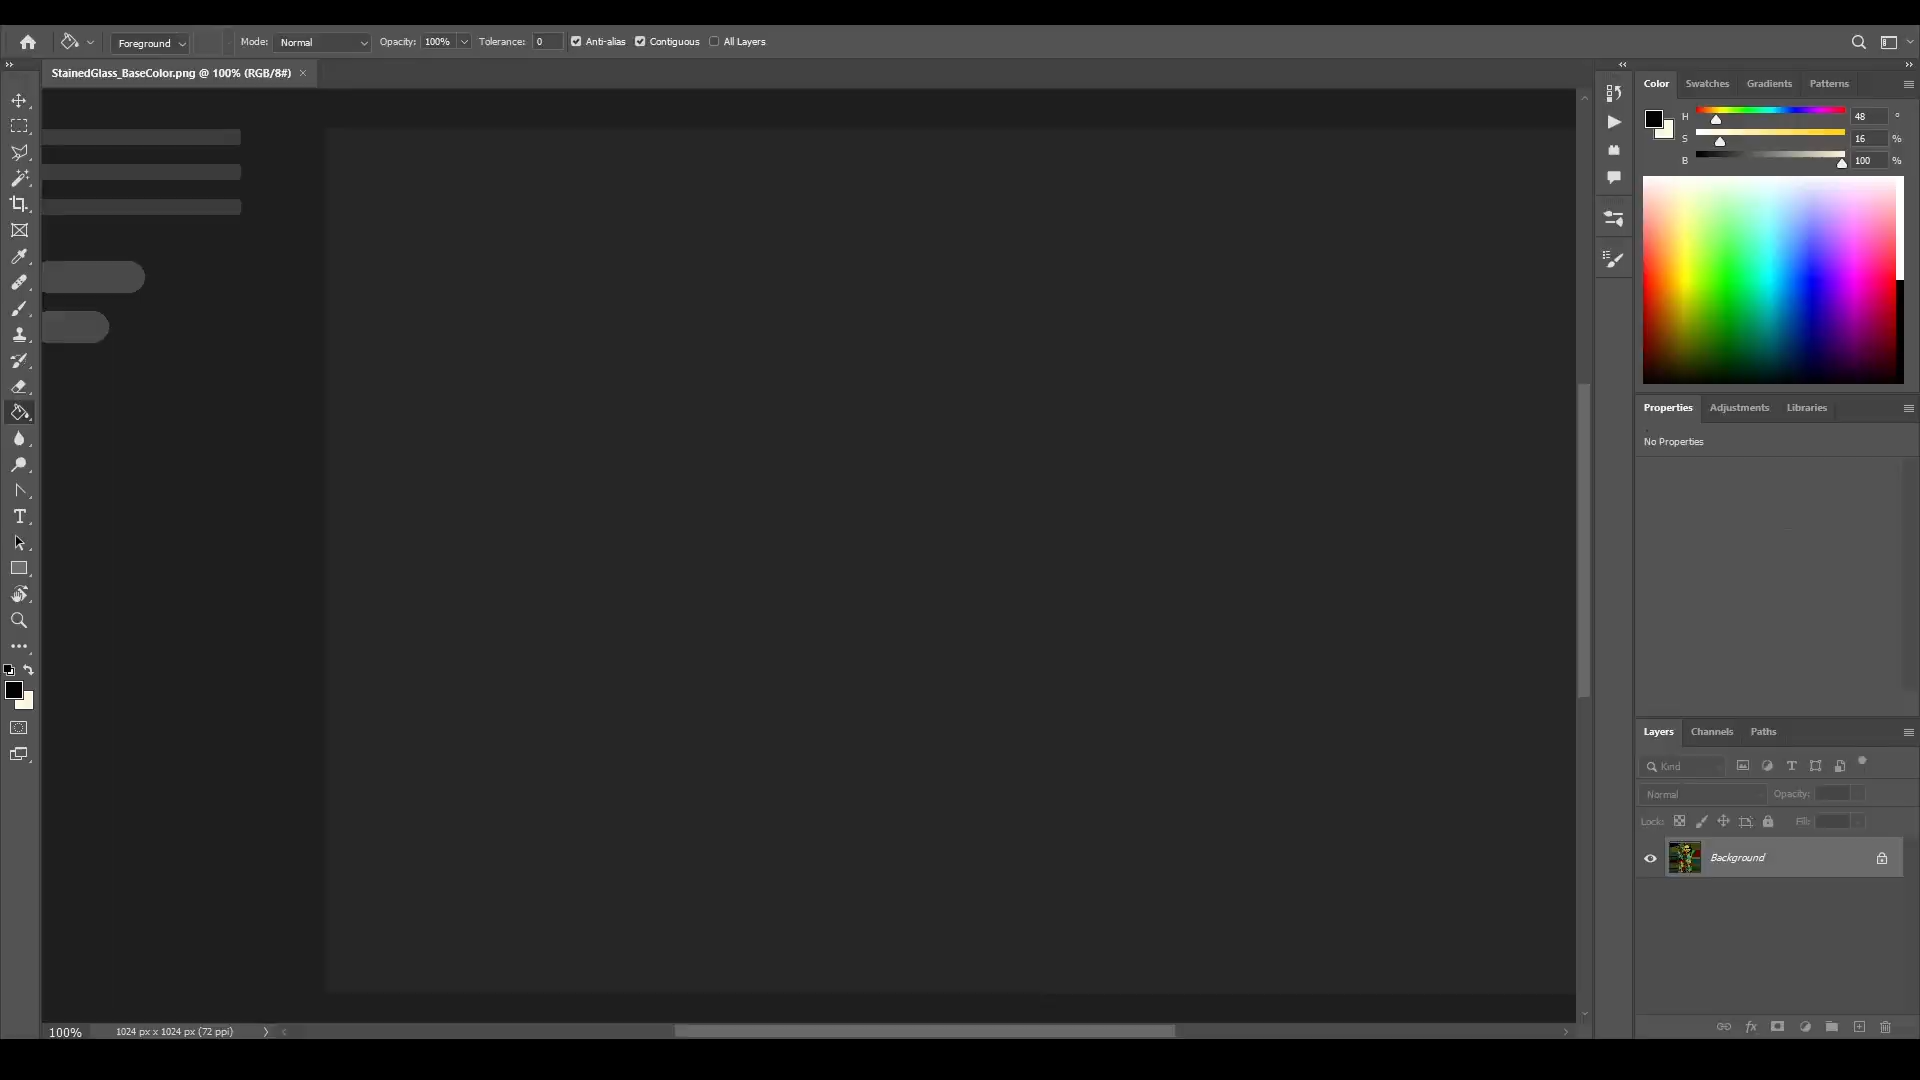 Foreground
Mode: Normal
Opacity: 100%
Tolerance: 0
Anti-alias
Contiguous
All Layers
StainedGlass_BaseColor.png @ 100% (RGB/8#) ×
Color
Swatches
Gradients
Patterns
H 48 °
S 16 %
B 100 %
Properties
Adjustments
Libraries
No Properties
Layers
Channels
Paths
Kind
Normal
Opacity:
Lock:
Fill:
Background
100%
1024 px x 1024 px (72 ppi)